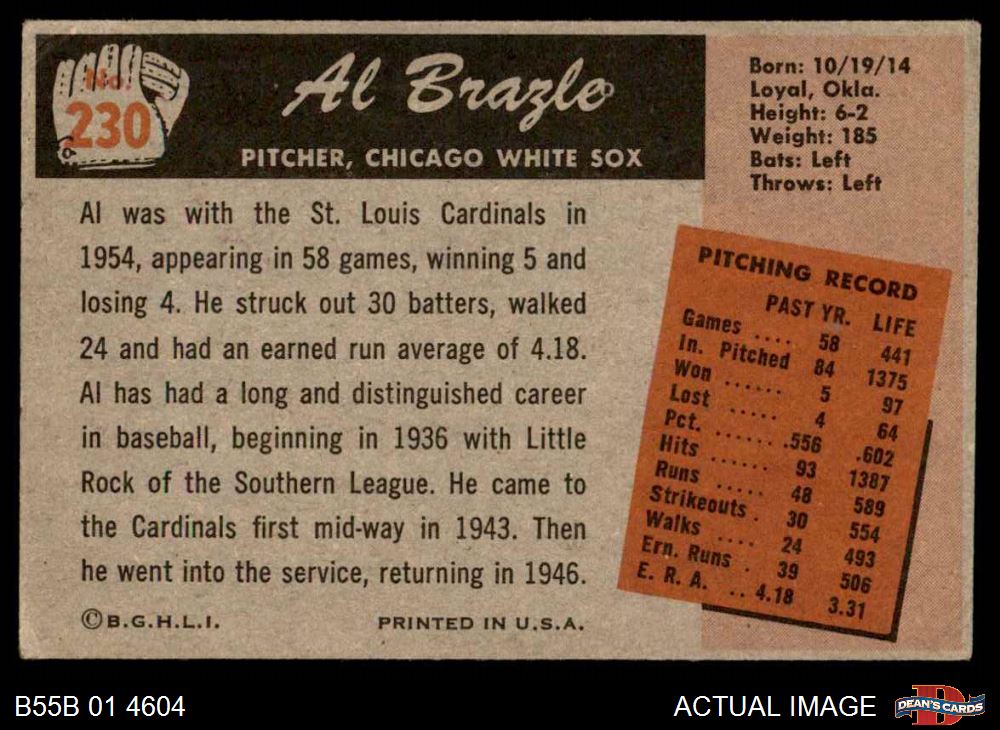 No.
230
Al Brazle
PITCHER, CHICAGO WHITE SOX
Born: 10/19/14
Loyal, Okla.
Height: 6-2
Weight: 185
Bats: Left
Throws: Left
Al was with the St. Louis Cardinals in
1954, appearing in 58 games, winning 5 and
losing 4. He struck out 30 batters, walked
24 and had an earned run average of 4.18.
Al has had a long and distinguished career
in baseball, beginning in 1936 with Little
Rock of the Southern League. He came to
the Cardinals first mid-way in 1943. Then
he went into the service, returning in 1946.
©B.G.H.L.I. PRINTED IN U.S.A.
PITCHING RECORD
PAST YR. LIFE
Games .... 58 441
In. Pitched 84 1375
Won ...... 5 97
Lost ..... 4 64
Pct. ...... .556 .602
Hits ...... 93 1387
Runs ..... 48 589
Strikeouts . 30 554
Walks .... 24 493
Ern. Runs . 39 506
E. R. A. .. 4.18 3.31
B55B 01 4604 ACTUAL IMAGE DEAN'S CARDS